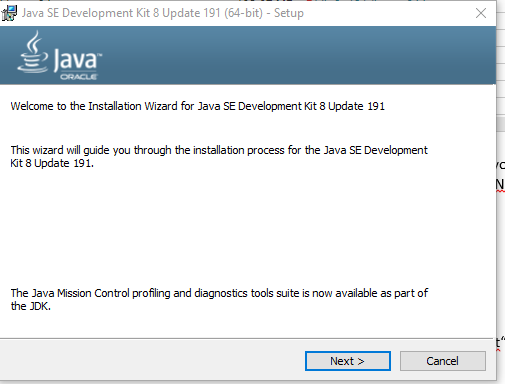 Java SE Development Kit 8 Update 191 (64-bit) - Setup
Java™
ORACLE
Welcome to the Installation Wizard for Java SE Development Kit 8 Update 191
This wizard will guide you through the installation process for the Java SE Development
Kit 8 Update 191.
The Java Mission Control profiling and diagnostics tools suite is now available as part of
the JDK.
Next >
Cancel